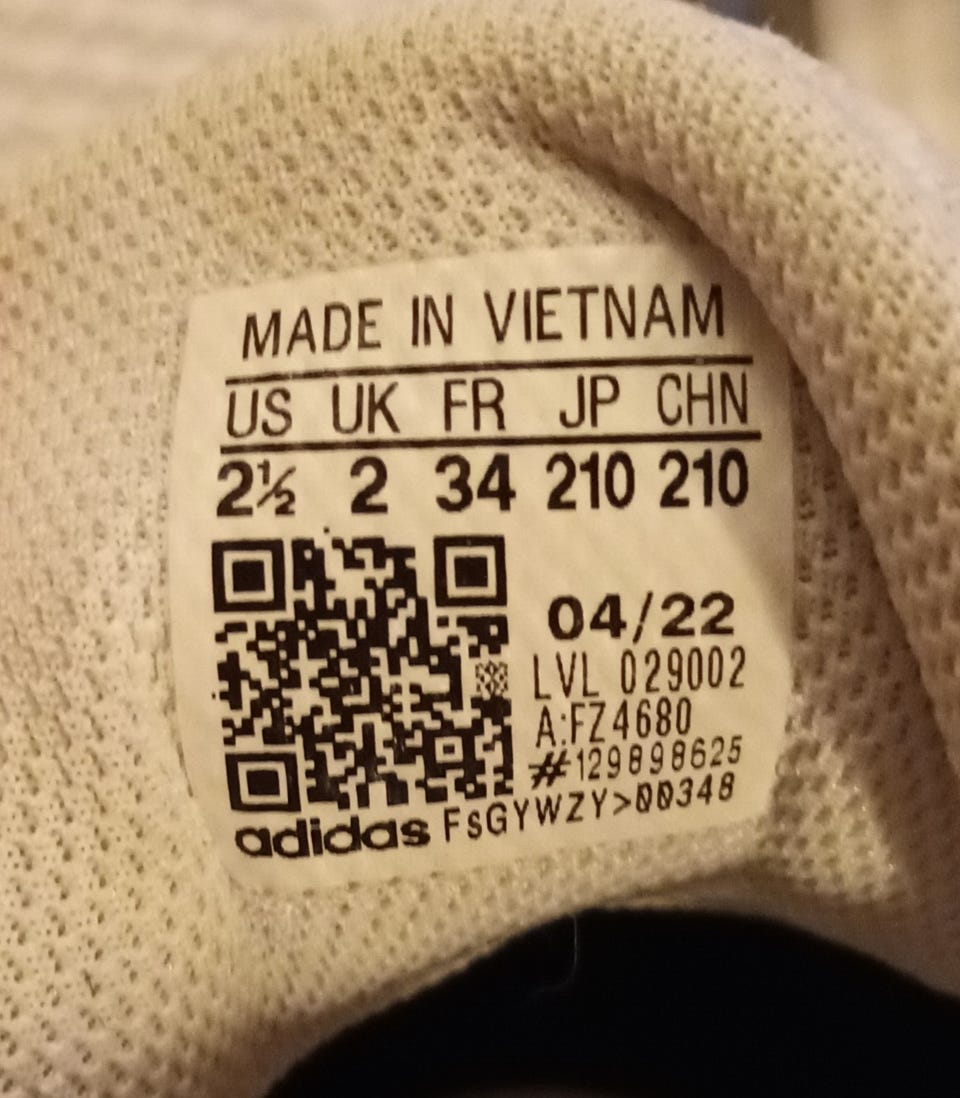 MADE IN VIETNAM
US UK FR JP CHN
2½ 2 34 210 210
04/22
LVL 029002
A:FZ4680
#129898625
adidas FsGYWZY>00348